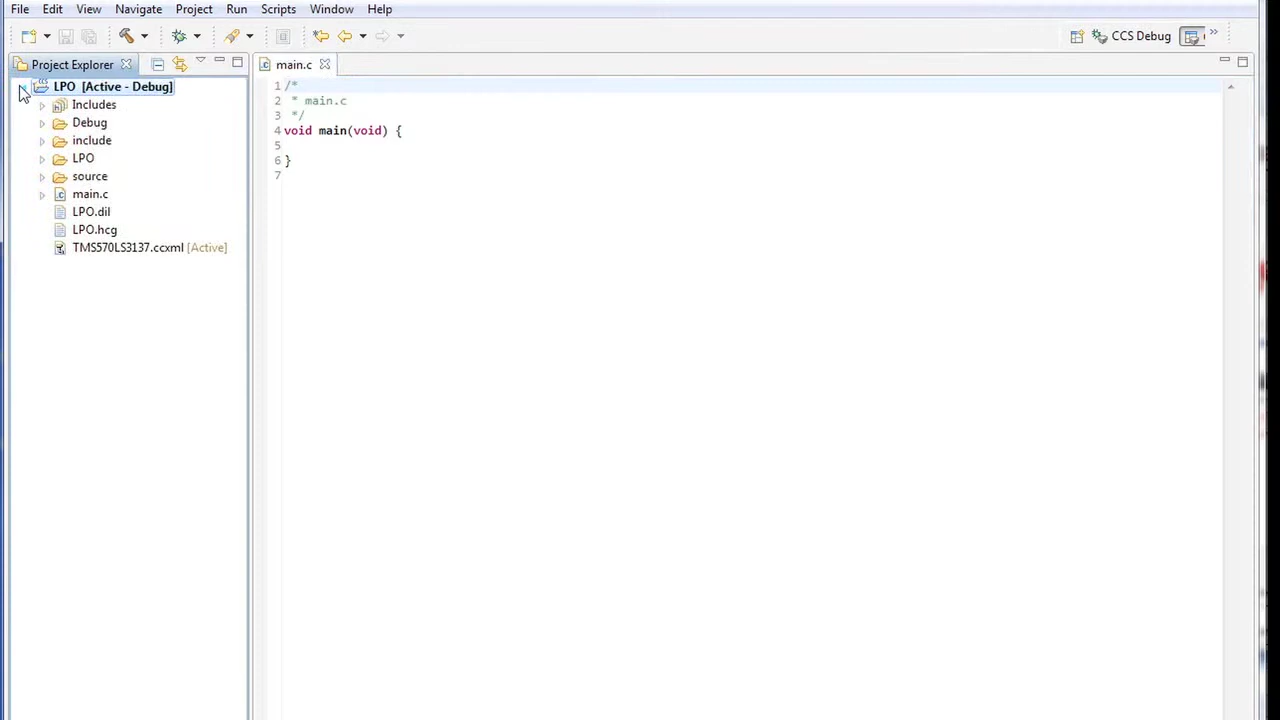 File Edit View Navigate Project Run Scripts Window Help
CCS Debug
Project Explorer
main.c
LPO [Active - Debug]
Includes
Debug
include
LPO
source
main.c
LPO.dil
LPO.hcg
TMS570LS3137.ccxml [Active]
1 /*
2  * main.c
3  */
4 void main(void) {
5
6 }
7